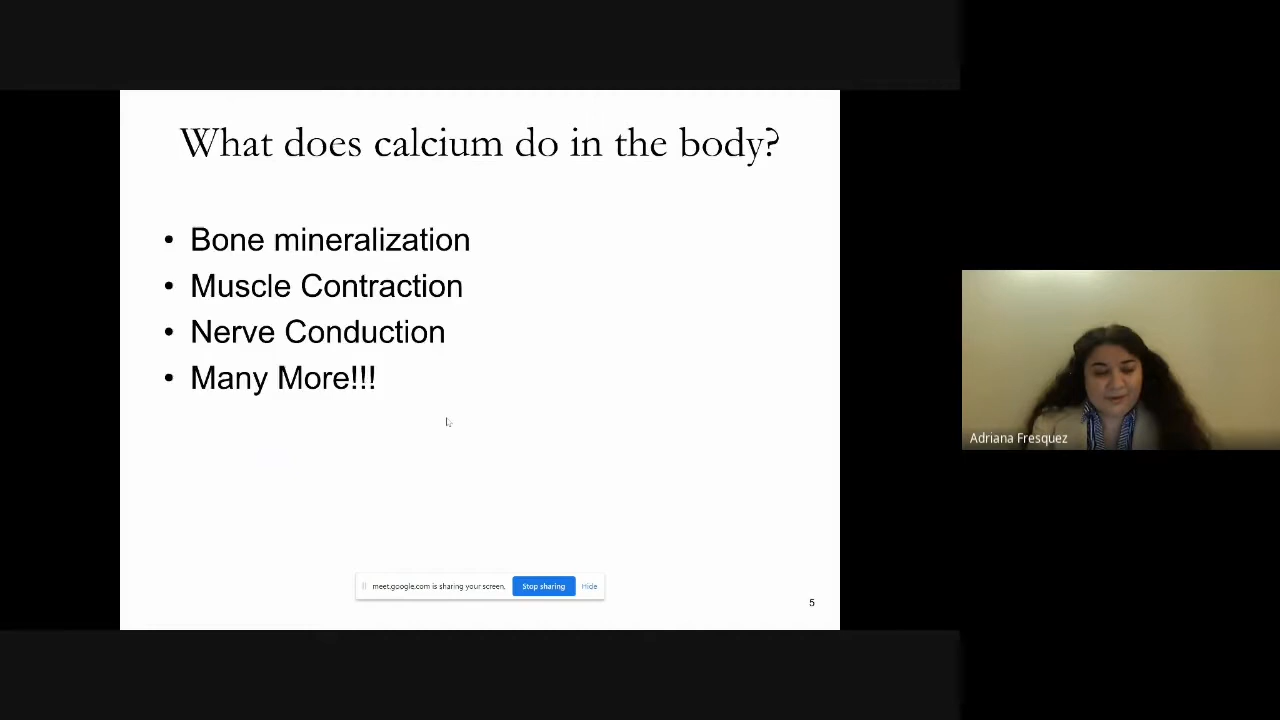 What does calcium do in the body?
• Bone mineralization
• Muscle Contraction
• Nerve Conduction
• Many More!!!
Adriana Fresquez
meet.google.com is sharing your screen. Stop sharing Hide
5